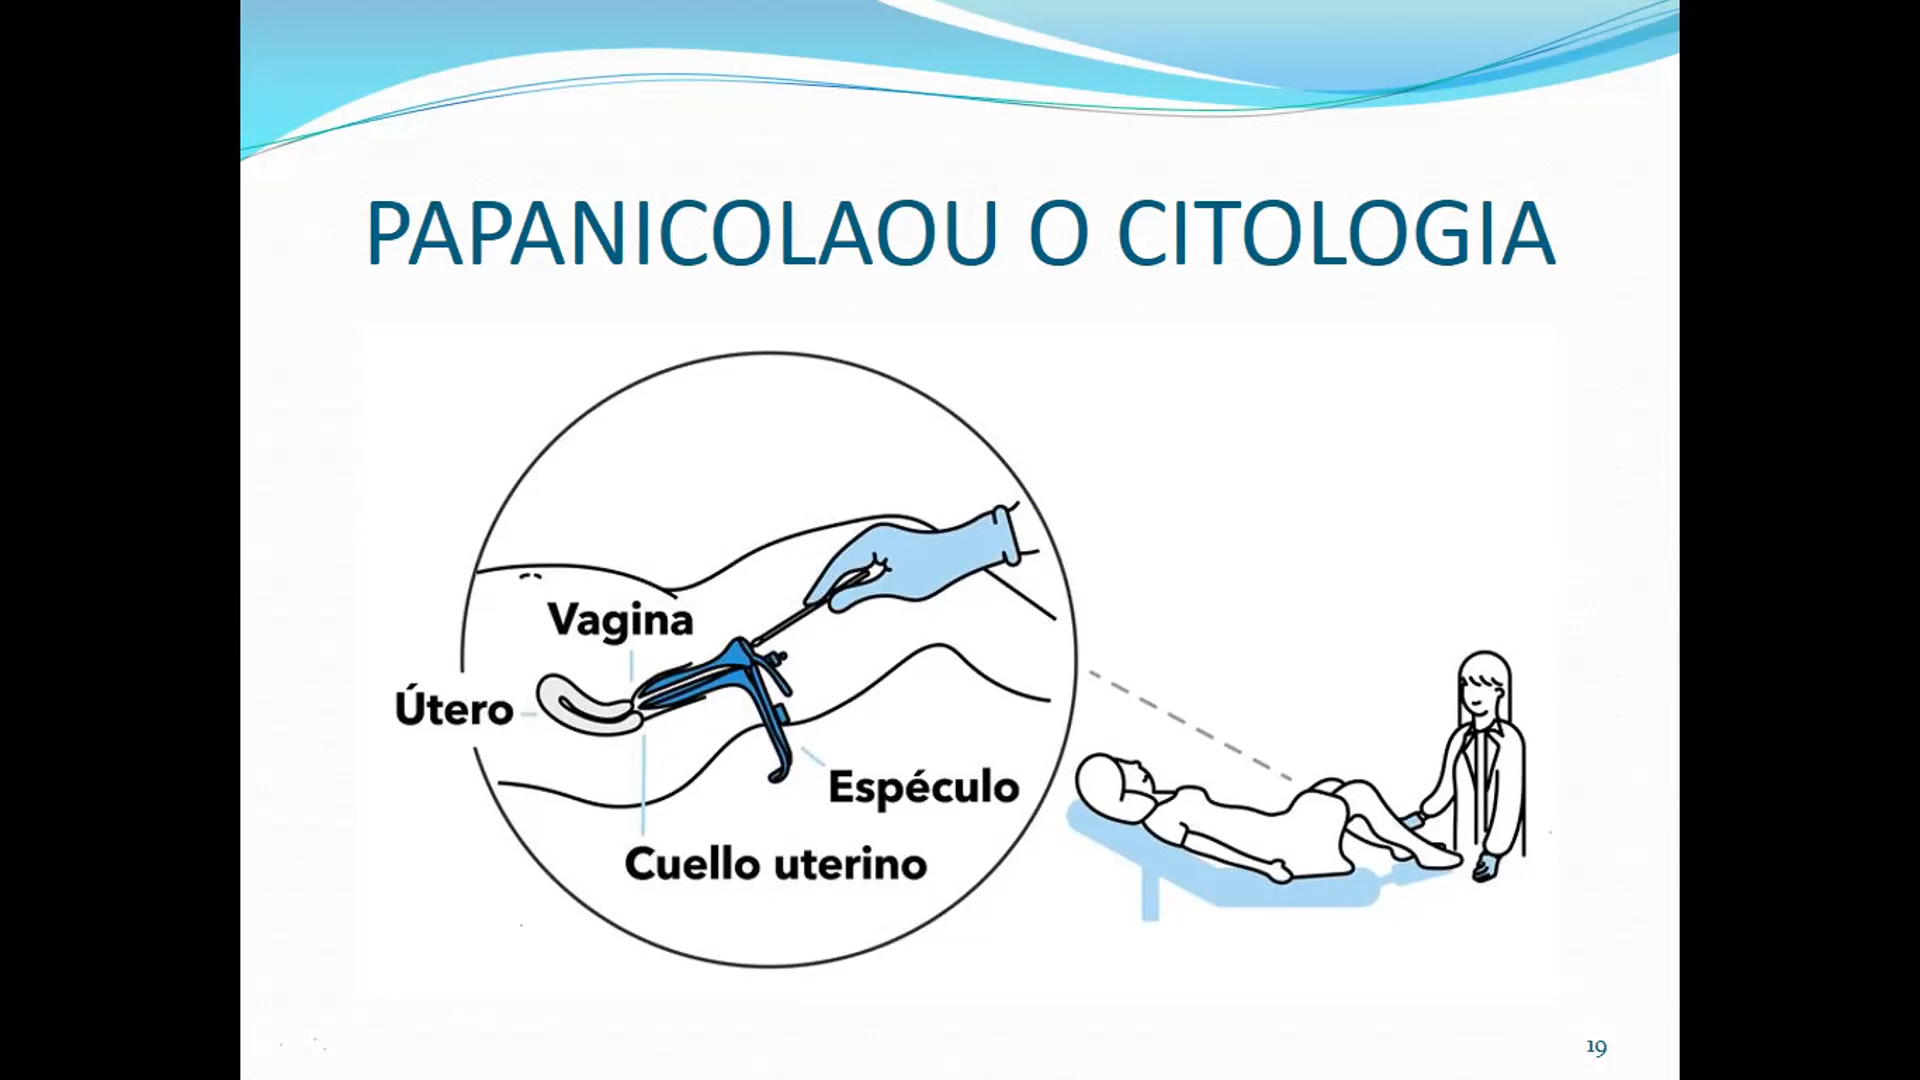 PAPANICOLAOU O CITOLOGIA
Vagina
Útero
Espéculo
Cuello uterino
19